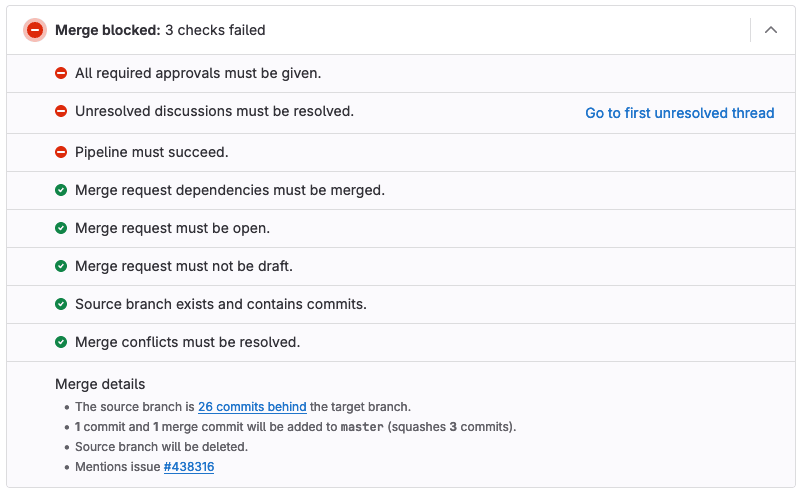 Merge blocked: 3 checks failed
All required approvals must be given.
Unresolved discussions must be resolved. Go to first unresolved thread
Pipeline must succeed.
Merge request dependencies must be merged.
Merge request must be open.
Merge request must not be draft.
Source branch exists and contains commits.
Merge conflicts must be resolved.
Merge details
• The source branch is 26 commits behind the target branch.
• 1 commit and 1 merge commit will be added to master (squashes 3 commits).
• Source branch will be deleted.
• Mentions issue #438316